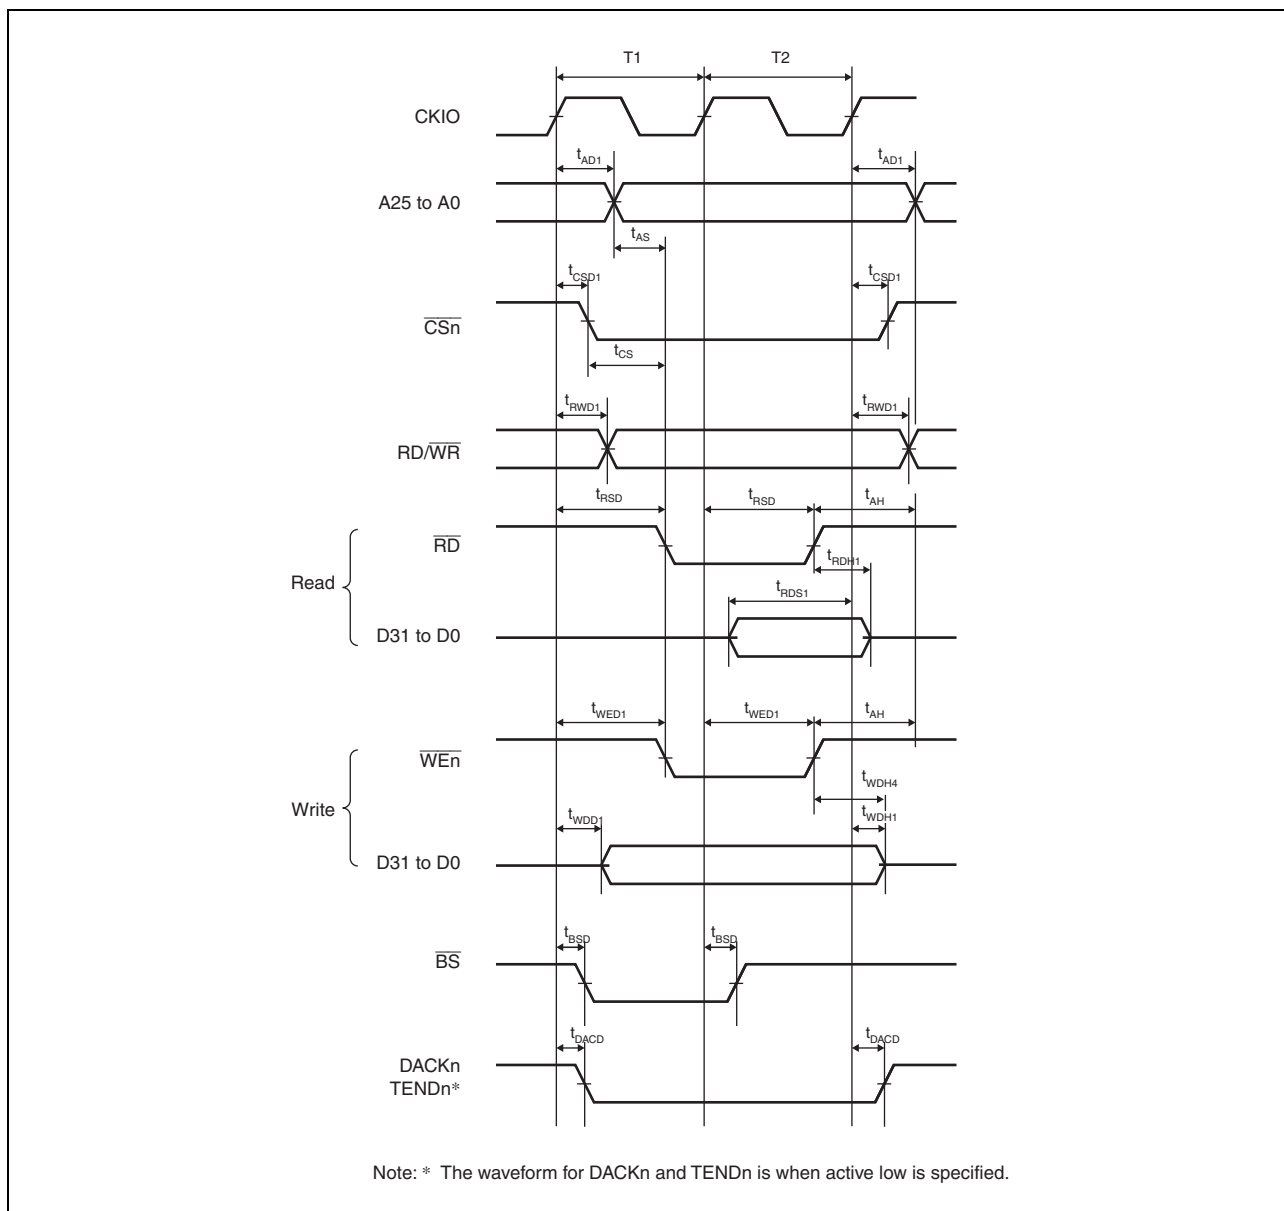 T1 T2
CKIO
tAD1 tAD1
A25 to A0
tAS
tCSD1 tCSD1
CSn
tCS
tRWD1 tRWD1
RD/WR
tRSD tRSD tAH
RD
tRDH1
Read
tRDS1
D31 to D0
tWED1 tWED1 tAH
WEn
tWDH4
Write
tWDD1 tWDH1
D31 to D0
tBSD tBSD
BS
tDACD tDACD
DACKn
TENDn*
Note: * The waveform for DACKn and TENDn is when active low is specified.